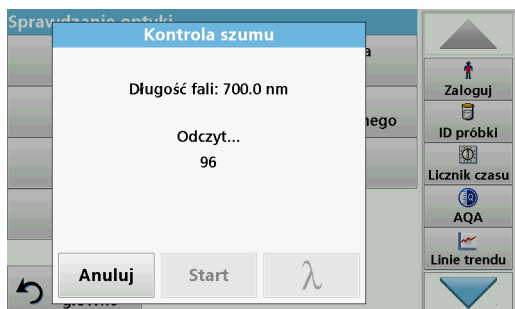 Sprawdzanie optyki
Kontrola szumu
Długość fali: 700.0 nm
Odczyt...
96
Anuluj
Start
λ
a
nego
Zaloguj
ID próbki
Licznik czasu
AQA
Linie trendu